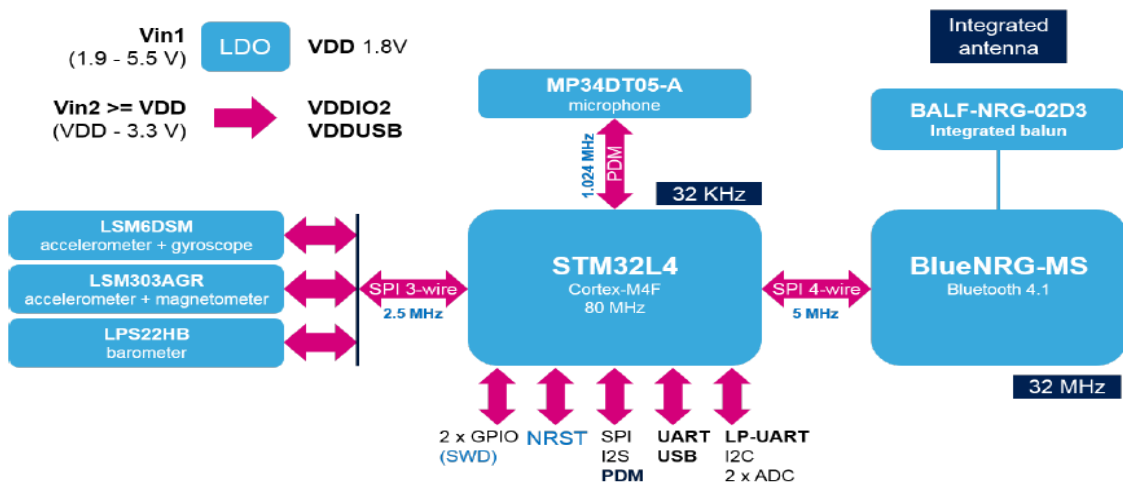 Vin1
(1.9 - 5.5 V)
LDO
VDD 1.8V
Vin2 >= VDD
(VDD - 3.3 V)
VDDIO2
VDDUSB
Integrated
antenna
MP34DT05-A
microphone
BALF-NRG-02D3
Integrated balun
1.024 MHz
PDM
32 KHz
LSM6DSM
accelerometer + gyroscope
LSM303AGR
accelerometer + magnetometer
LPS22HB
barometer
SPI 3-wire
2.5 MHz
STM32L4
Cortex-M4F
80 MHz
SPI 4-wire
5 MHz
BlueNRG-MS
Bluetooth 4.1
32 MHz
2 x GPIO
(SWD)
NRST
SPI
I2S
PDM
UART
USB
LP-UART
I2C
2 x ADC